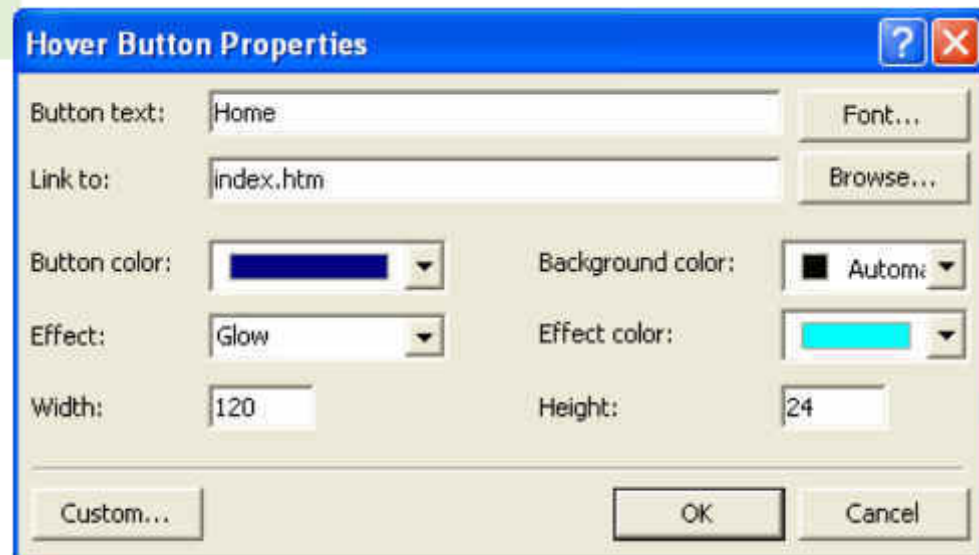 Hover Button Properties
Button text: Home Font...
Link to: index.htm Browse...
Button color: Background color: Automa
Effect: Glow Effect color:
Width: 120 Height: 24
Custom... OK Cancel